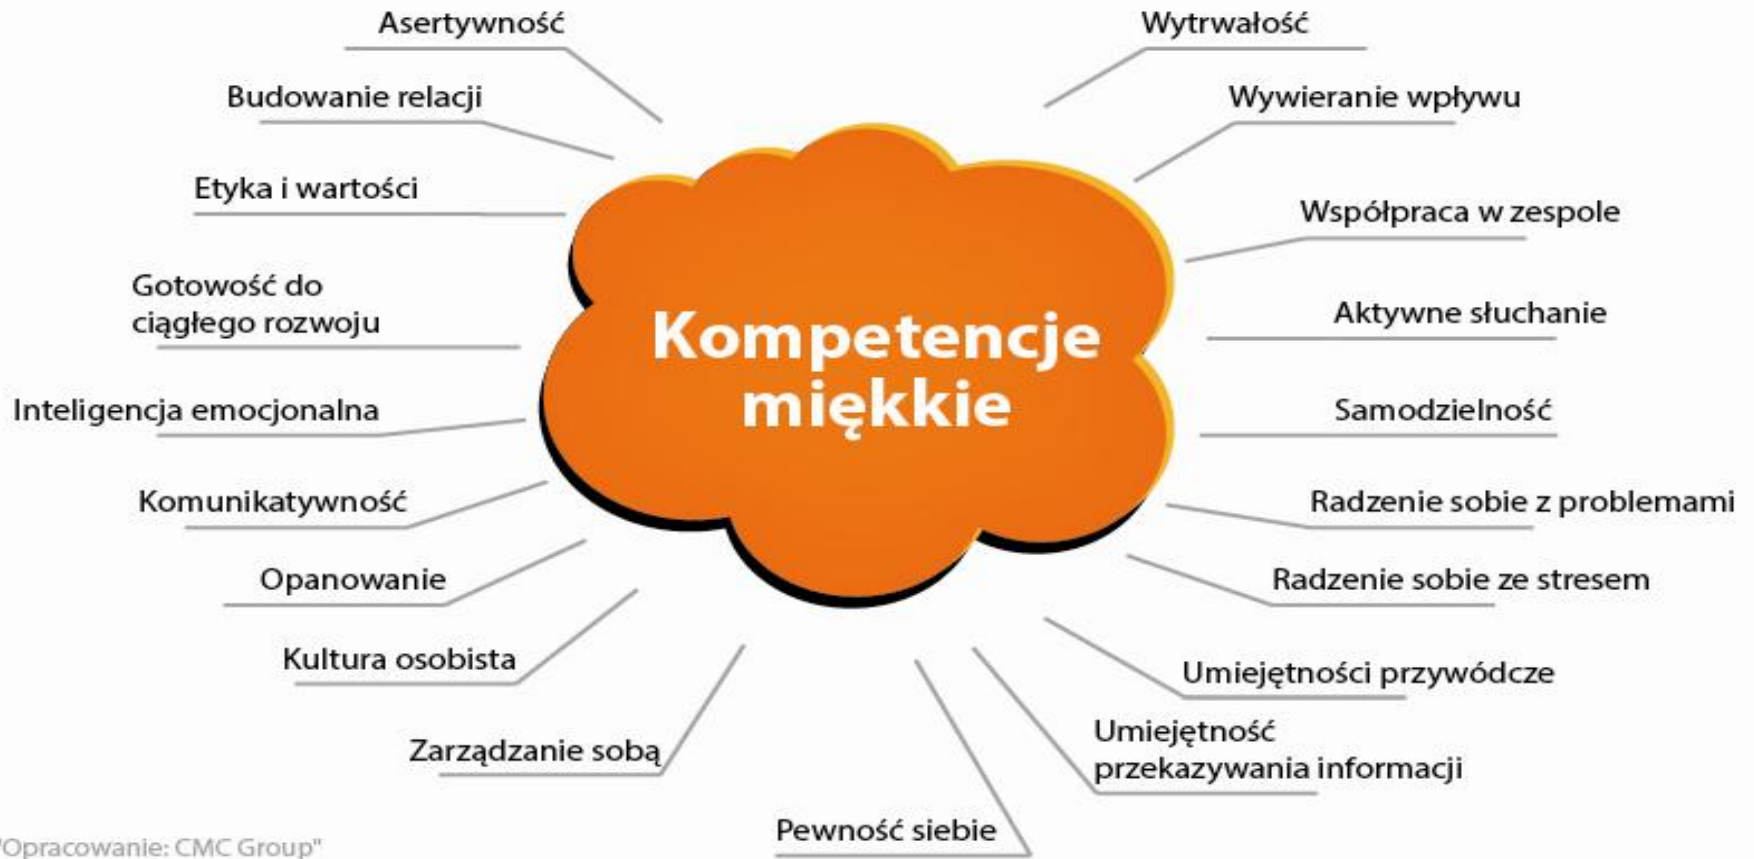 Asertywność
Budowanie relacji
Etyka i wartości
Gotowość do
ciągłego rozwoju
Inteligencja emocjonalna
Komunikatywność
Opanowanie
Kultura osobista
Zarządzanie sobą
Kompetencje
miękkie
Wytrwałość
Wywieranie wpływu
Współpraca w zespole
Aktywne słuchanie
Samodzielność
Radzenie sobie z problemami
Radzenie sobie ze stresem
Umiejętności przywódcze
Umiejętność
przekazywania informacji
Pewność siebie
"Opracowanie: CMC Group"